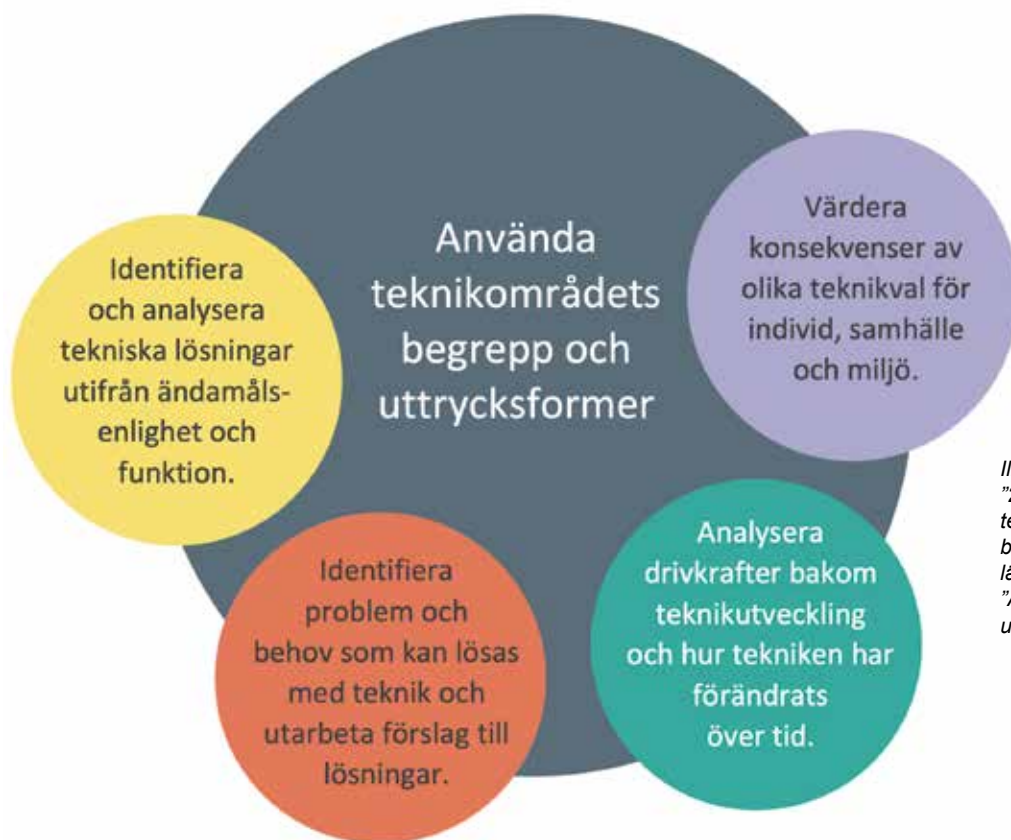 Använda
teknikområdets
begrepp och
uttrycksformer
Identifiera
och analysera
tekniska lösningar
utifrån ändamåls-
enlighet och
funktion.
Värdera
konsekvenser av
olika teknikval för
individ, samhälle
och miljö.
Identifiera
problem och
behov som kan lösas
med teknik och
utarbeta förslag till
lösningar.
Analysera
drivkrafter bakom
teknikutveckling
och hur tekniken har
förändrats
över tid.